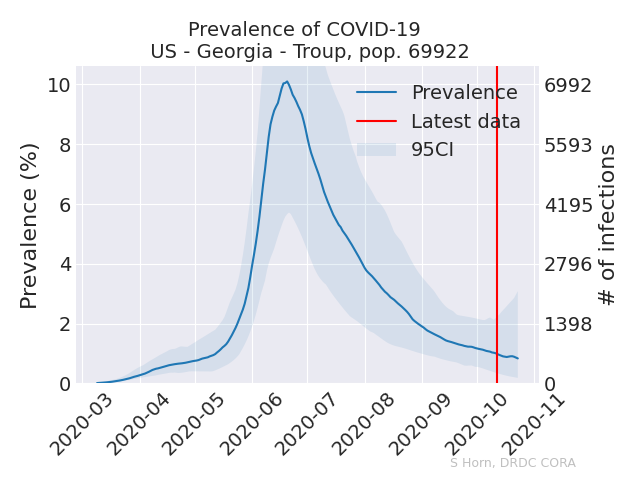 Prevalence of COVID-19
US - Georgia - Troup, pop. 69922
Prevalence
Latest data
95CI
Prevalence (%)
10
8
6
4
2
0
6992
5593
4195
2796
1398
0
# of infections
2020-03
2020-04
2020-05
2020-06
2020-07
2020-08
2020-09
2020-10
2020-11
S Horn, DRDC CORA